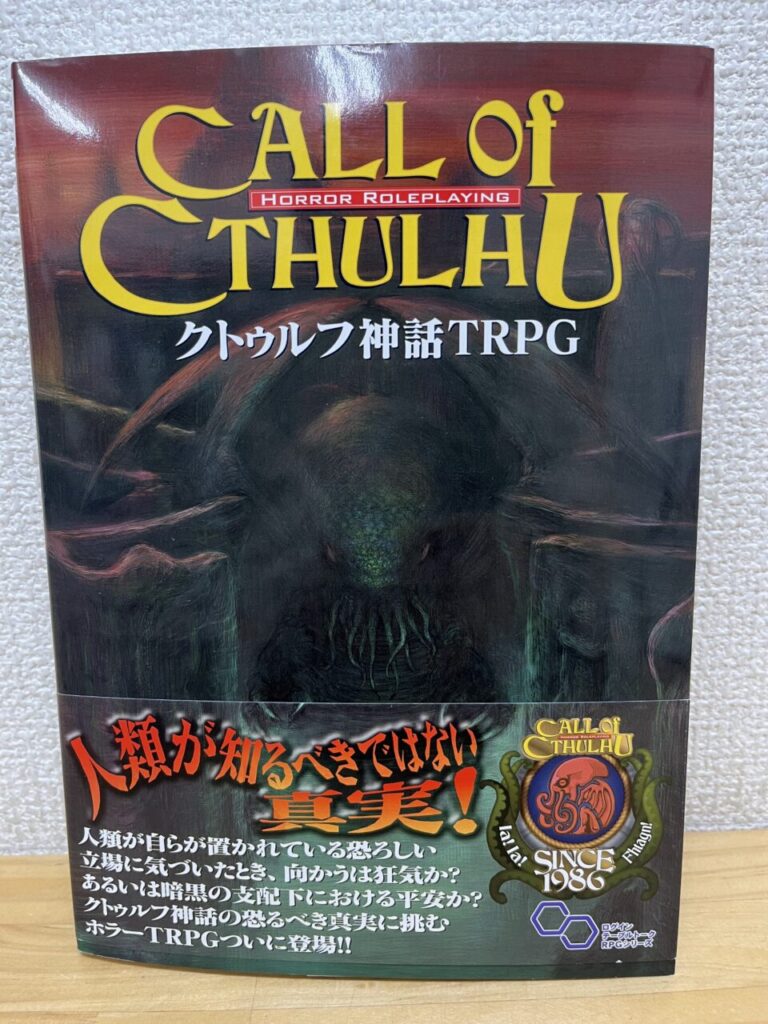 CALL of
HORROR ROLEPLAYING
CTHULHU
クトゥルフ神話TRPG
人類が知るべきではない
真実!
人類が自らが置かれている恐ろしい
立場に気づいたとき、向かうは狂気か?
あるいは暗黒の支配下における平安か?
クトゥルフ神話の恐るべき真実に挑む
ホラーTRPGついに登場!!
CALL of
HORROR ROLEPLAYING
CTHULHU
Ia! Ia!
Fhtagn!
SINCE
1986
ログイン
テーブルトーク
RPGシリーズ